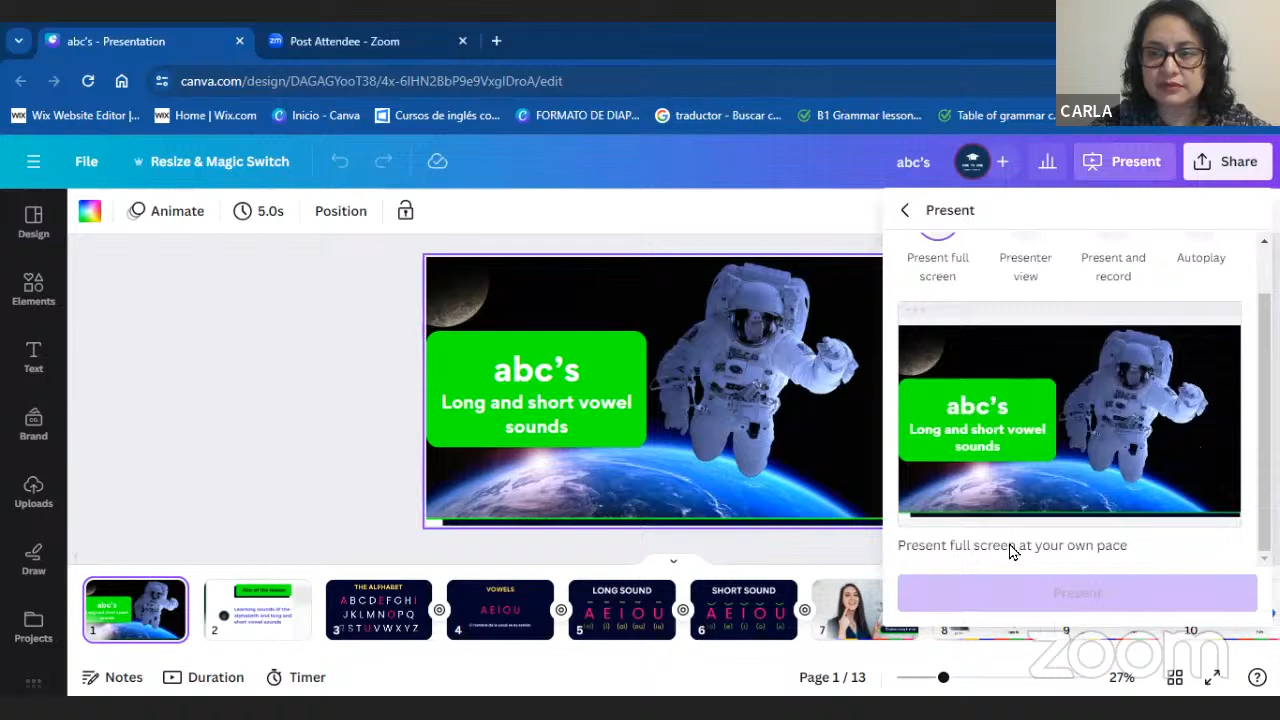 abc's - Presentation
Post Attendee - Zoom
canva.com/design/DAGAGYooT38/4x-6lHN28bP9e9VxglDroA/edit
Wix Website Editor |...
Home | Wix.com
Inicio - Canva
Cursos de inglés co...
FORMATO DE DIAP...
traductor - Buscar c...
B1 Grammar lesson...
Table of grammar c
CARLA
File
Resize & Magic Switch
abc's
Present
Share
Design
Elements
Text
Brand
Uploads
Draw
Projects
Animate
5.0s
Position
abc's
Long and short vowel
sounds
Present
Present full
screen
Presenter
view
Present and
record
Autoplay
abc's
Long and short vowel
sounds
Present full screen at your own pace
Present
1
2
THE ALPHABET
A B C D E F G H I
J K L M N O P Q
R S T U V W X Y Z
3
VOWELS
A E I O U
4
LONG SOUND
A E I O U
5
SHORT SOUND
A E I O U
6
7
8
9
10
Notes
Duration
Timer
Page 1 / 13
27%
zoom